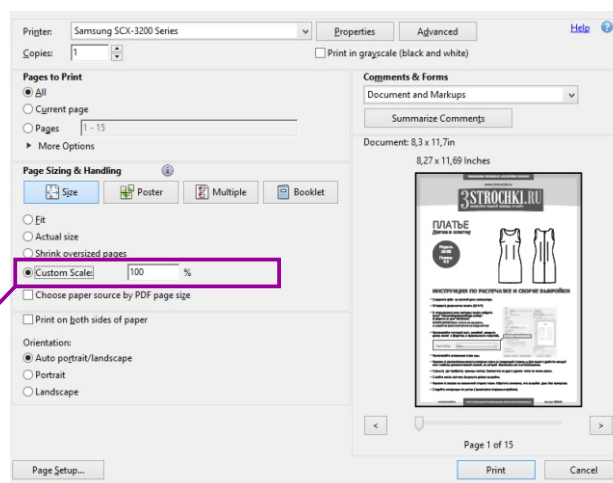 Printer: Samsung SCX-3200 Series Properties Advanced Help
Copies: 1 Print in grayscale (black and white)
Pages to Print
All
Current page
Pages 1 - 15
More Options
Page Sizing & Handling
Size Poster Multiple Booklet
Fit
Actual size
Shrink oversized pages
Custom Scale: 100 %
Choose paper source by PDF page size
Print on both sides of paper
Orientation:
Auto portrait/landscape
Portrait
Landscape
Comments & Forms
Document and Markups
Summarize Comments
Document: 8,3 x 11,7in
8,27 x 11,69 Inches
3STROCHKI.RU
ПЛАТЬЕ
ИНСТРУКЦИЯ ПО РАСПЕЧАТКЕ И СБОРКЕ ВЫКРОЙКИ
< >
Page 1 of 15
Page Setup... Print Cancel